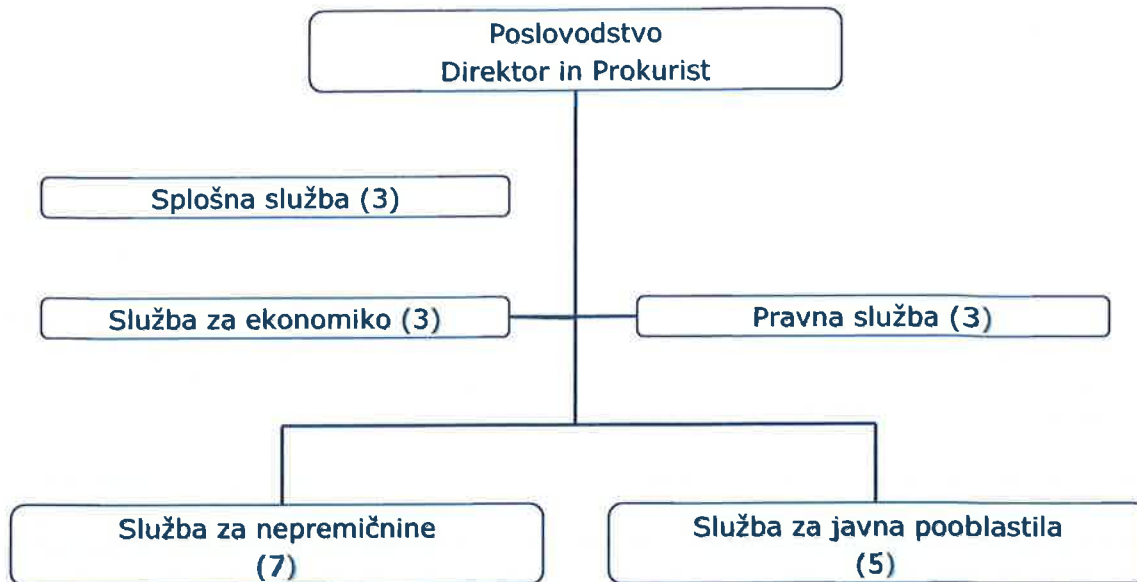 Poslovodstvo
Direktor in Prokurist
Splošna služba (3)
Služba za ekonomiko (3)
Pravna služba (3)
Služba za nepremičnine
(7)
Služba za javna pooblastila
(5)